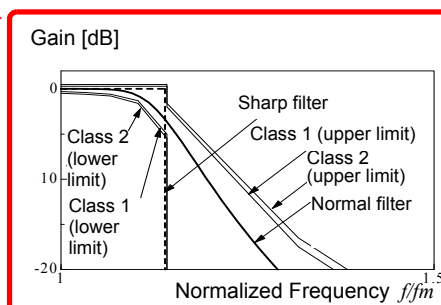 Gain [dB]
0
Sharp filter
Class 1 (upper limit)
Class 2
(upper limit)
Normal filter
Class 2
(lower
limit)
Class 1
(lower
limit)
10
-20
1
1.5
Normalized Frequency f/fm